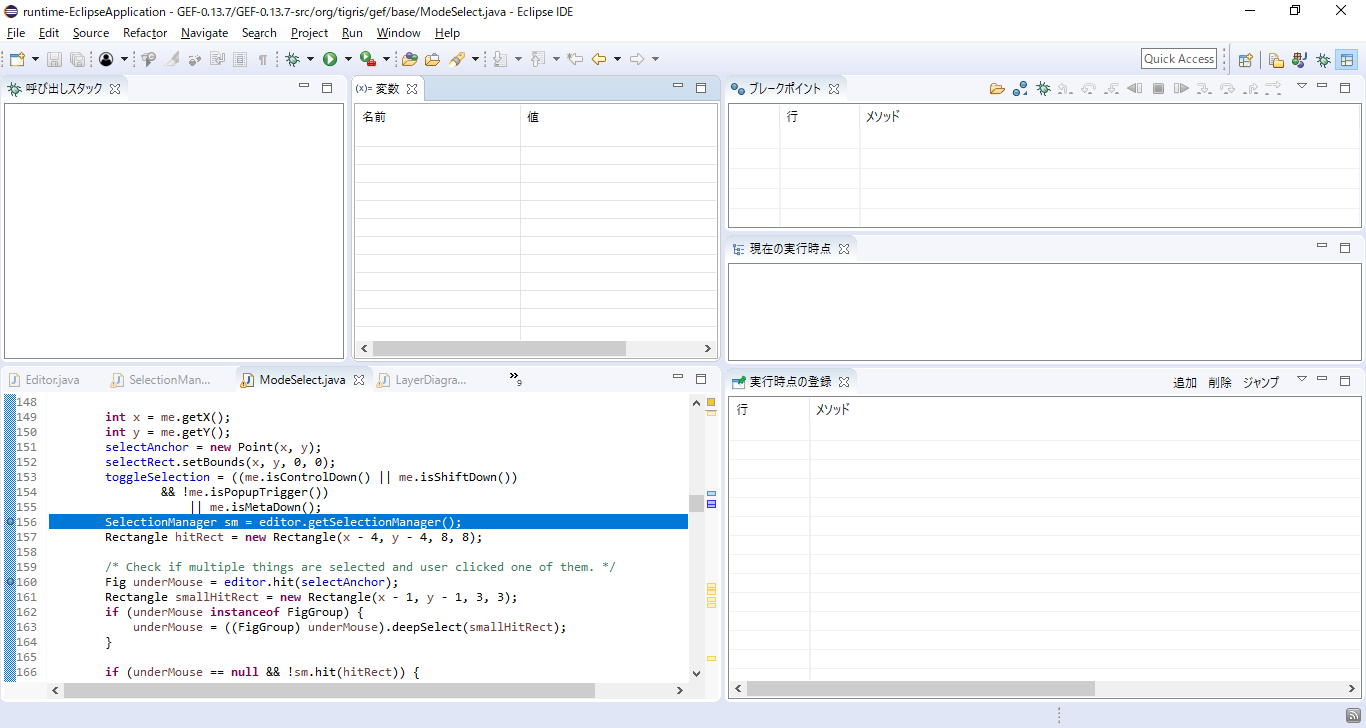 runtime-EclipseApplication - GEF-0.13.7/GEF-0.13.7-src/org/tigris/gef/base/ModeSelect.java - Eclipse IDE
File Edit Source Refactor Navigate Search Project Run Window Help
Quick Access
呼び出しスタック
(x)= 変数
名前 値
ブレークポイント
行 メソッド
現在の実行時点
Editor.java SelectionMan... ModeSelect.java LayerDiagra... »9
148
149 int x = me.getX();
150 int y = me.getY();
151 selectAnchor = new Point(x, y);
152 selectRect.setBounds(x, y, 0, 0);
153 toggleSelection = ((me.isControlDown() || me.isShiftDown())
154 && !me.isPopupTrigger())
155 || me.isMetaDown();
156 SelectionManager sm = editor.getSelectionManager();
157 Rectangle hitRect = new Rectangle(x - 4, y - 4, 8, 8);
158
159 /* Check if multiple things are selected and user clicked one of them. */
160 Fig underMouse = editor.hit(selectAnchor);
161 Rectangle smallHitRect = new Rectangle(x - 1, y - 1, 3, 3);
162 if (underMouse instanceof FigGroup) {
163 underMouse = ((FigGroup) underMouse).deepSelect(smallHitRect);
164 }
165
166 if (underMouse == null && !sm.hit(hitRect)) {
実行時点の登録 追加 削除 ジャンプ
行 メソッド